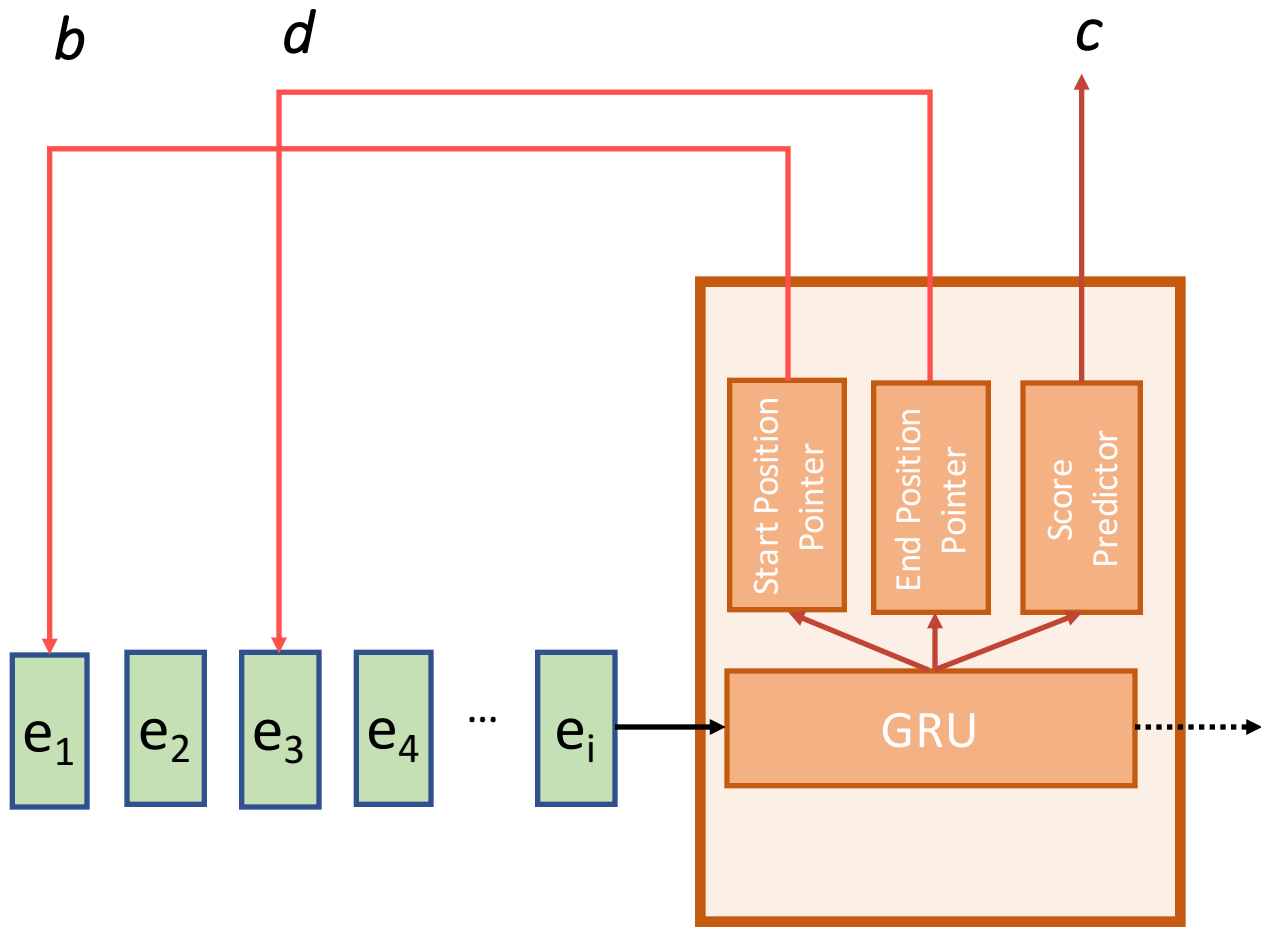 b
d
c
Start Position
Pointer
End Position
Pointer
Score
Predictor
e1
e2
e3
e4
...
ei
GRU